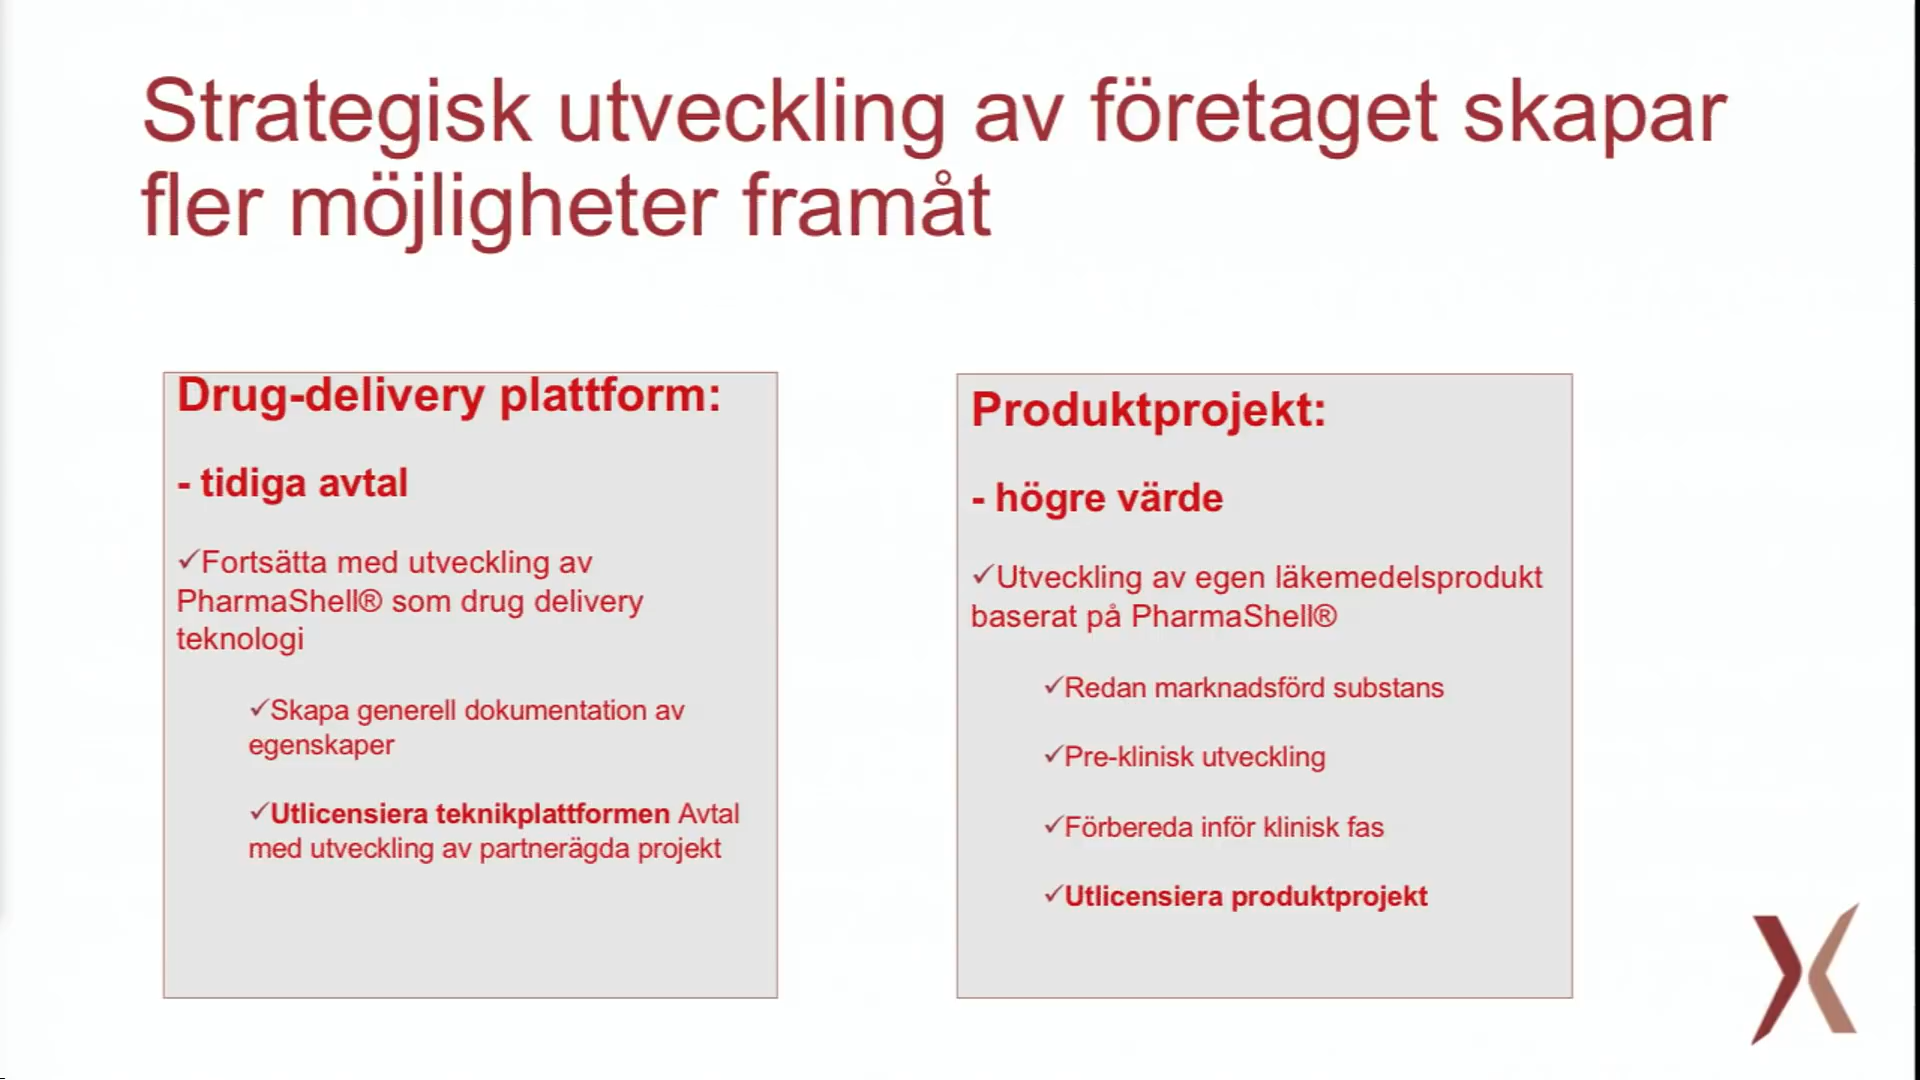 Strategisk utveckling av företaget skapar
fler möjligheter framåt
Drug-delivery plattform:
- tidiga avtal
✓Fortsätta med utveckling av
PharmaShell® som drug delivery
teknologi
✓Skapa generell dokumentation av
egenskaper
✓Utlicensiera teknikplattformen Avtal
med utveckling av partnerägda projekt
Produktprojekt:
- högre värde
✓Utveckling av egen läkemedelsprodukt
baserat på PharmaShell®
✓Redan marknadsförd substans
✓Pre-klinisk utveckling
✓Förbereda inför klinisk fas
✓Utlicensiera produktprojekt